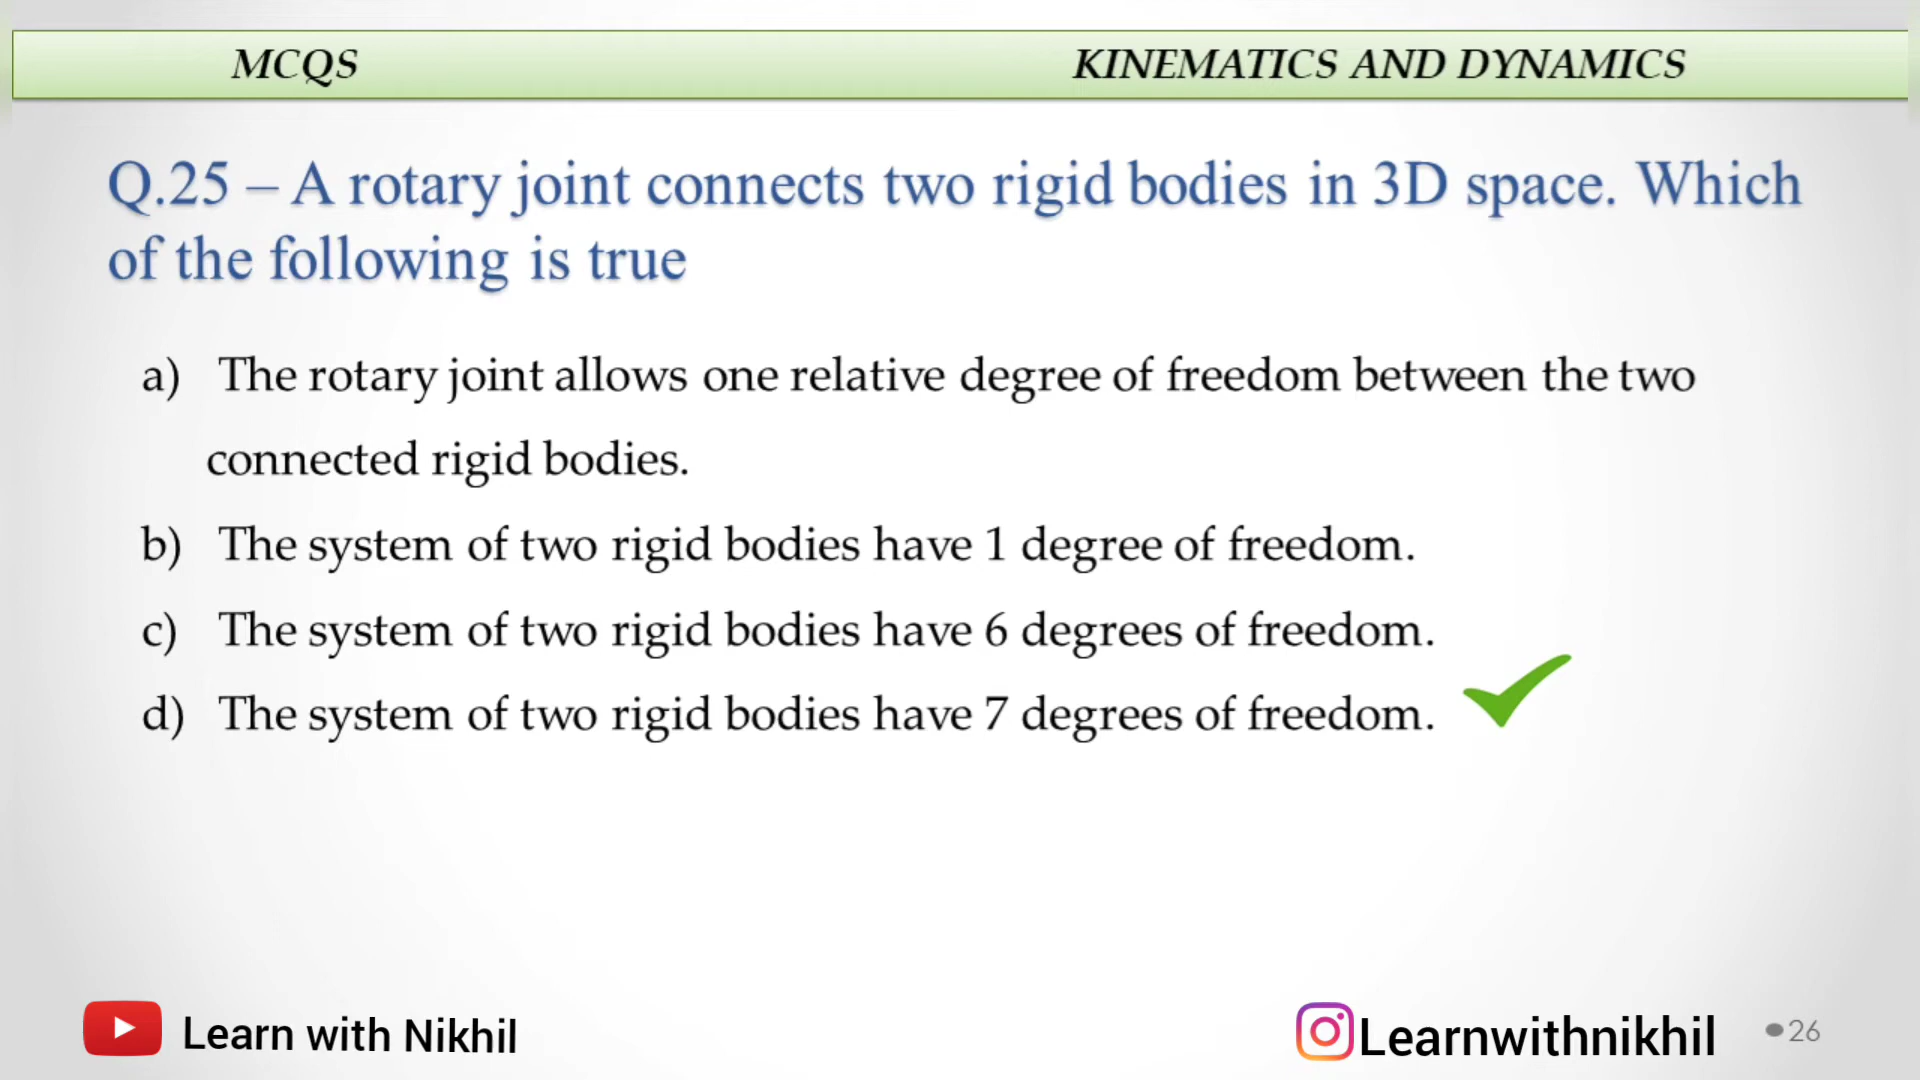 MCQS KINEMATICS AND DYNAMICS
Q.25 – A rotary joint connects two rigid bodies in 3D space. Which
of the following is true
a) The rotary joint allows one relative degree of freedom between the two
connected rigid bodies.
b) The system of two rigid bodies have 1 degree of freedom.
c) The system of two rigid bodies have 6 degrees of freedom.
d) The system of two rigid bodies have 7 degrees of freedom.
Learn with Nikhil Learnwithnikhil 26